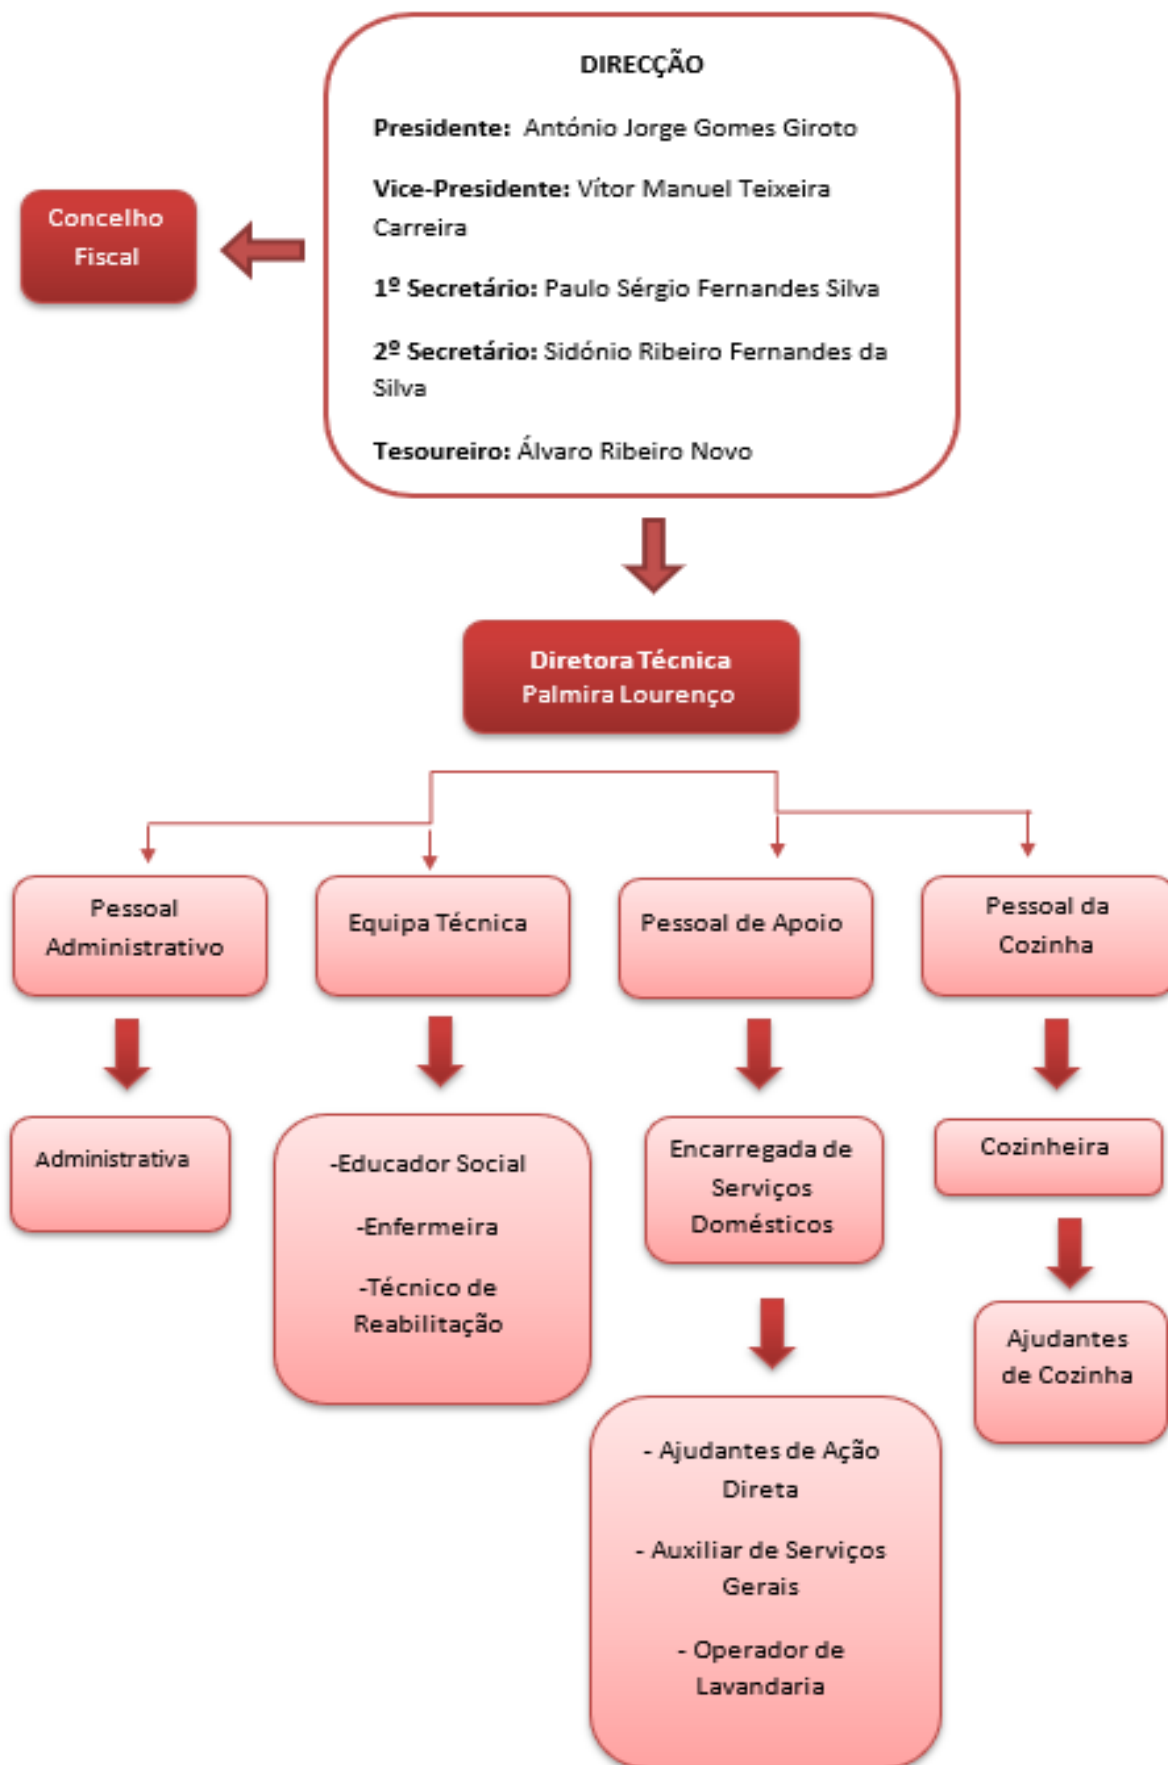 DIRECÇÃO
Presidente: António Jorge Gomes Giroto
Vice-Presidente: Vítor Manuel Teixeira
Carreira
1º Secretário: Paulo Sérgio Fernandes Silva
2º Secretário: Sidónio Ribeiro Fernandes da
Silva
Tesoureiro: Álvaro Ribeiro Novo
Concelho
Fiscal
Diretora Técnica
Palmira Lourenço
Pessoal
Administrativo
Equipa Técnica
Pessoal de Apoio
Pessoal da
Cozinha
Administrativa
-Educador Social
-Enfermeira
-Técnico de
Reabilitação
Encarregada de
Serviços
Domésticos
Cozinheira
Ajudantes
de Cozinha
- Ajudantes de Ação
Direta
- Auxiliar de Serviços
Gerais
- Operador de
Lavandaria